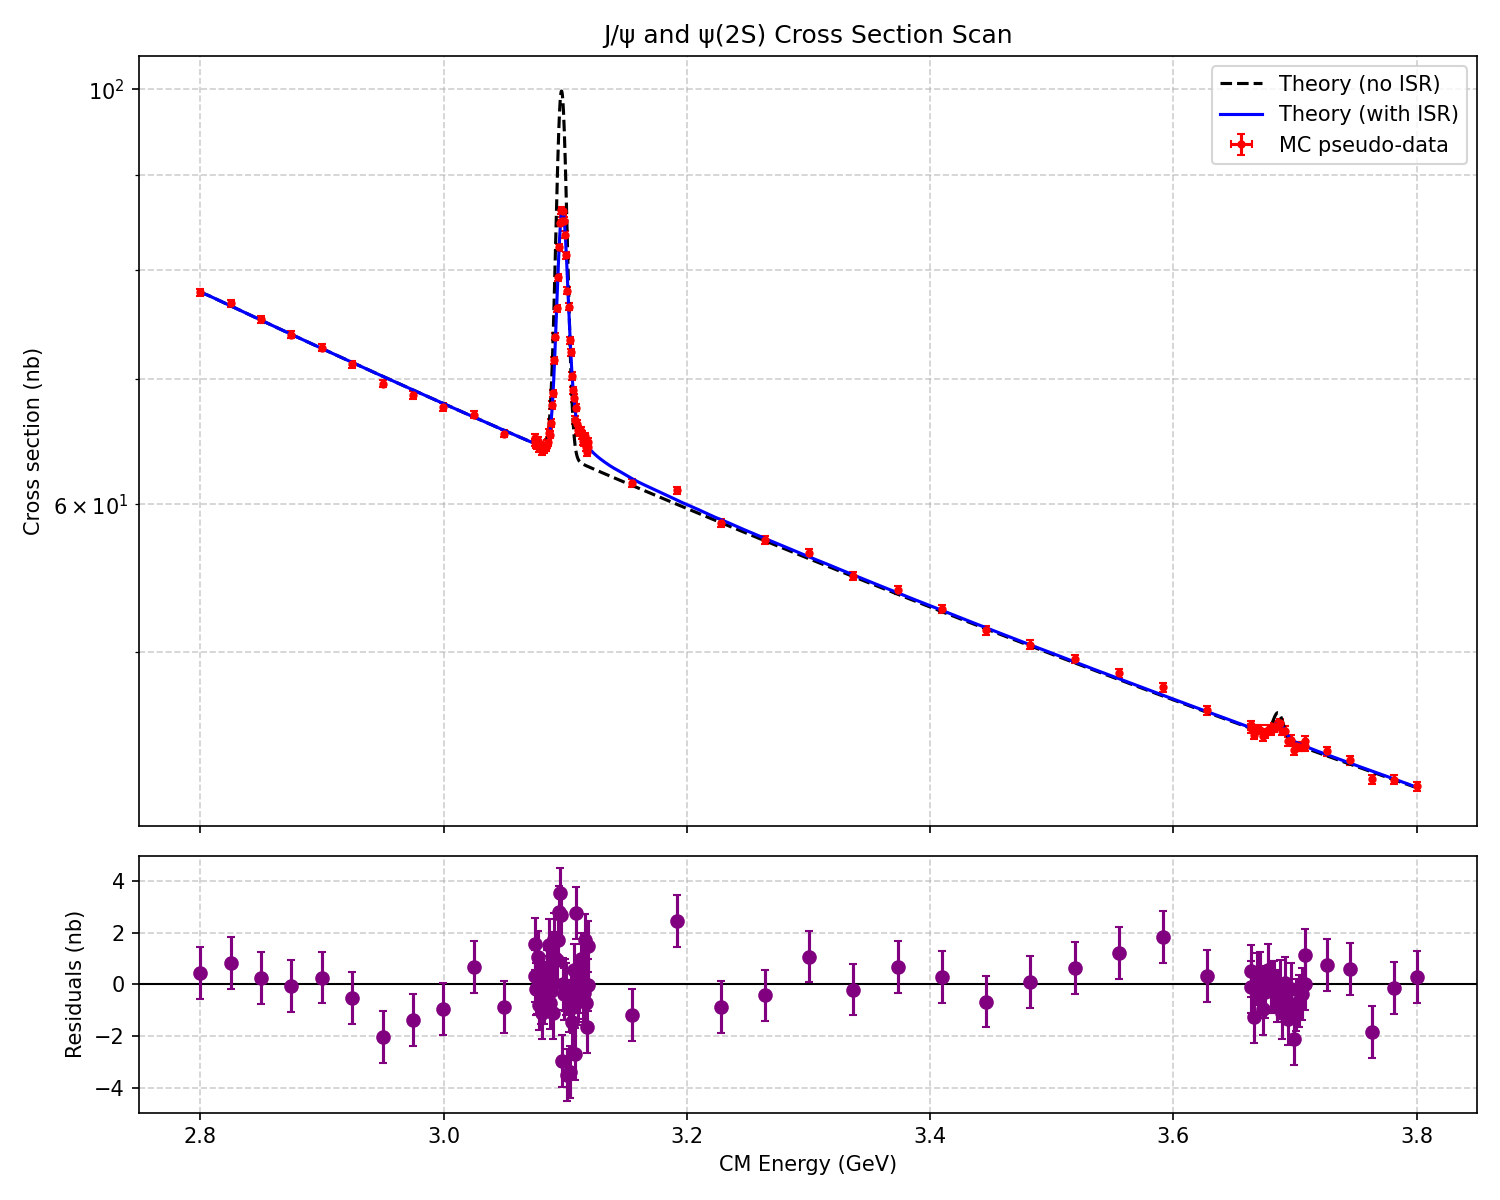 J/ψ and ψ(2S) Cross Section Scan
Theory (no ISR)
Theory (with ISR)
MC pseudo-data
Cross section (nb)
10²
6 × 10¹
Residuals (nb)
4
2
0
−2
−4
2.8 3.0 3.2 3.4 3.6 3.8
CM Energy (GeV)